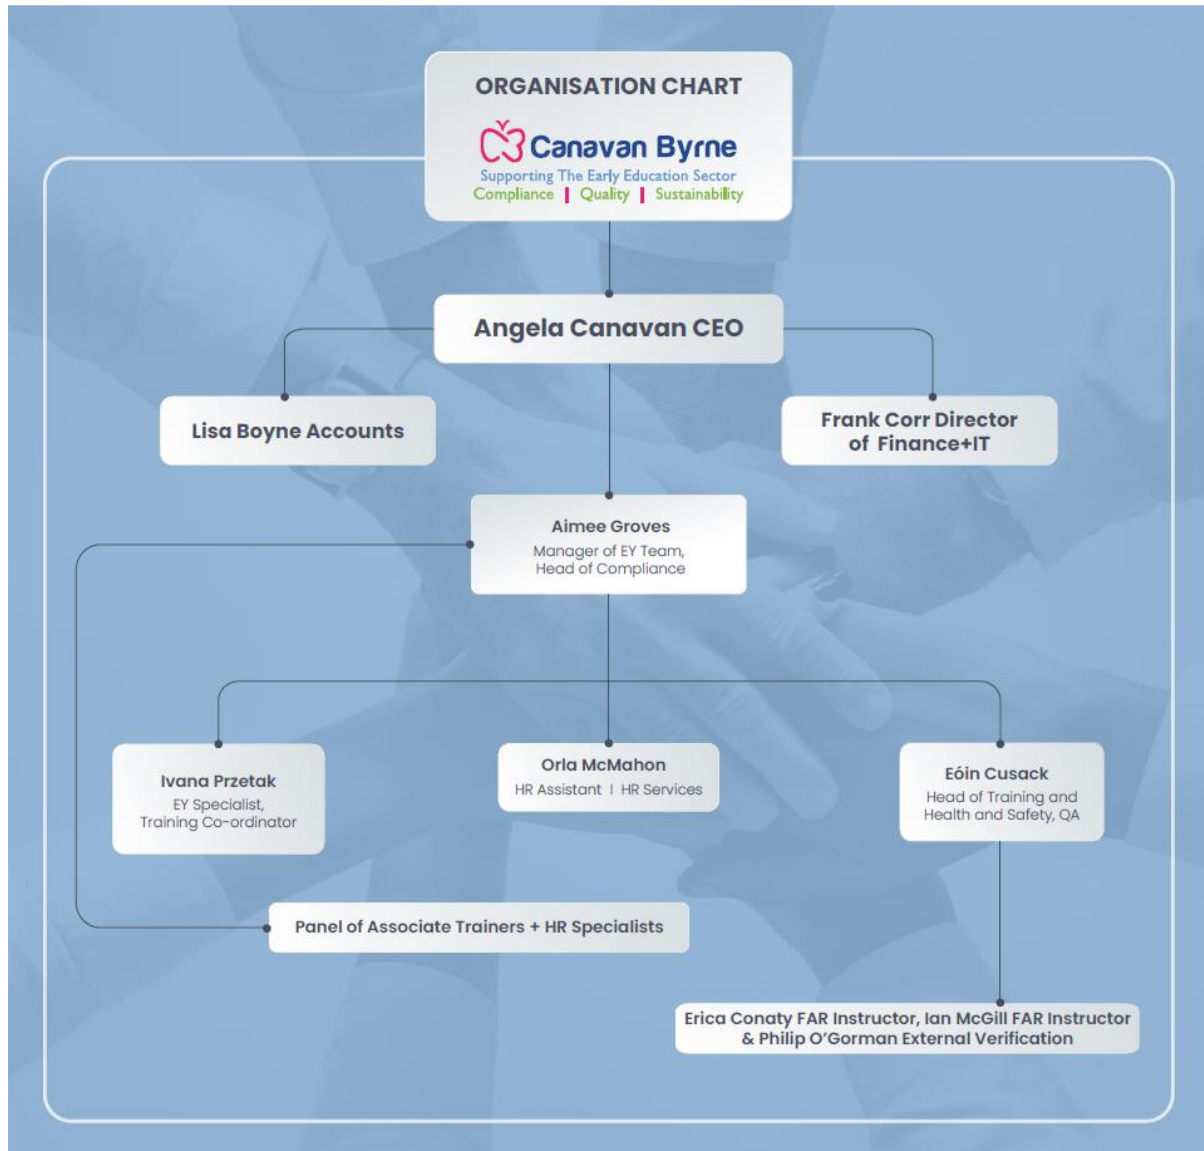 ORGANISATION CHART
Canavan Byrne
Supporting The Early Education Sector
Compliance | Quality | Sustainability
Angela Canavan CEO
Lisa Boyne Accounts
Frank Corr Director
of Finance+IT
Aimee Groves
Manager of EY Team,
Head of Compliance
Ivana Przetak
EY Specialist,
Training Co-ordinator
Orla McMahon
HR Assistant | HR Services
Eóin Cusack
Head of Training and
Health and Safety, QA
Panel of Associate Trainers + HR Specialists
Erica Conaty FAR Instructor, Ian McGill FAR Instructor
& Philip O'Gorman External Verification